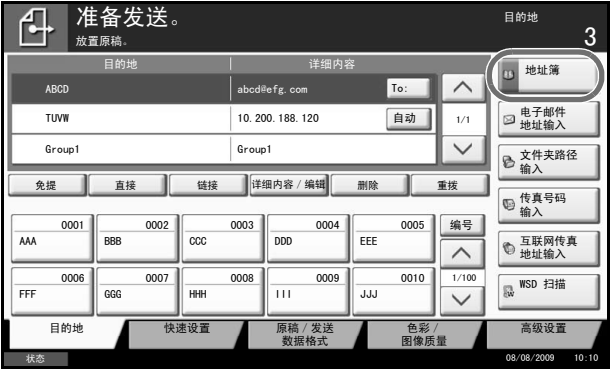 准备发送。
放置原稿。
目的地
3
目的地 详细内容
ABCD abcd@efg.com To:
TUVW 10.200.188.120 自动 1/1
Group1 Group1
地址簿
电子邮件
地址输入
文件夹路径
输入
传真号码
输入
互联网传真
地址输入
WSD 扫描
免提 直接 链接 详细内容 / 编辑 删除 重拨
0001 0002 0003 0004 0005 编号
AAA BBB CCC DDD EEE
0006 0007 0008 0009 0010 1/100
FFF GGG HHH III JJJ
目的地 快速设置 原稿 / 发送
数据格式 色彩 /
图像质量 高级设置
状态 08/08/2009 10:10